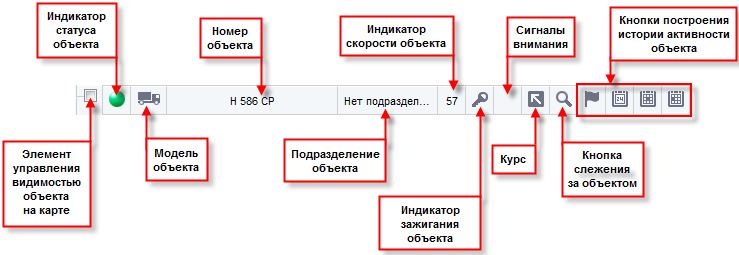 Индикатор
статуса
объекта
Номер
объекта
Индикатор
скорости объекта
Сигналы
внимания
Кнопки построения
истории активности
объекта
Н 586 СР
Нет подраздел...
57
24
Элемент
управления
видимостью
объекта
на карте
Модель
объекта
Подразделение
объекта
Индикатор
зажигания
объекта
Курс
Кнопка
слежения
за объектом